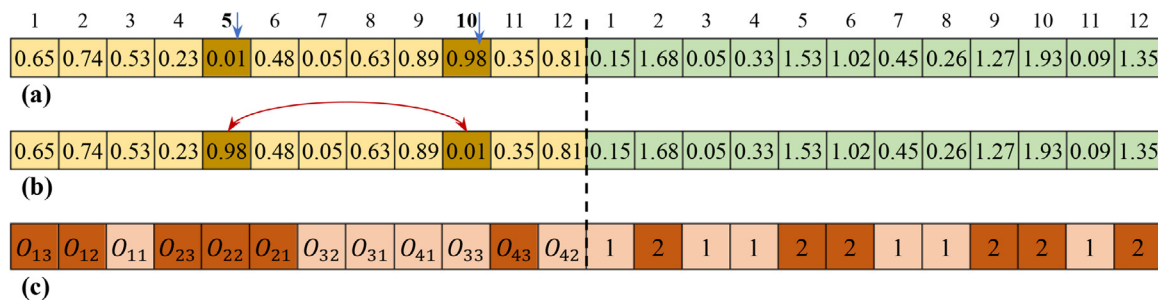 1 2 3 4 5 6 7 8 9 10 11 12 1 2 3 4 5 6 7 8 9 10 11 12
0.65 0.74 0.53 0.23 0.01 0.48 0.05 0.63 0.89 0.98 0.35 0.81 0.15 1.68 0.05 0.33 1.53 1.02 0.45 0.26 1.27 1.93 0.09 1.35
(a)
0.65 0.74 0.53 0.23 0.98 0.48 0.05 0.63 0.89 0.01 0.35 0.81 0.15 1.68 0.05 0.33 1.53 1.02 0.45 0.26 1.27 1.93 0.09 1.35
(b)
O₁₃ O₁₂ O₁₁ O₂₃ O₂₂ O₂₁ O₃₂ O₃₁ O₄₁ O₃₃ O₄₃ O₄₂ 1 2 1 1 2 2 1 1 2 2 1 2
(c)